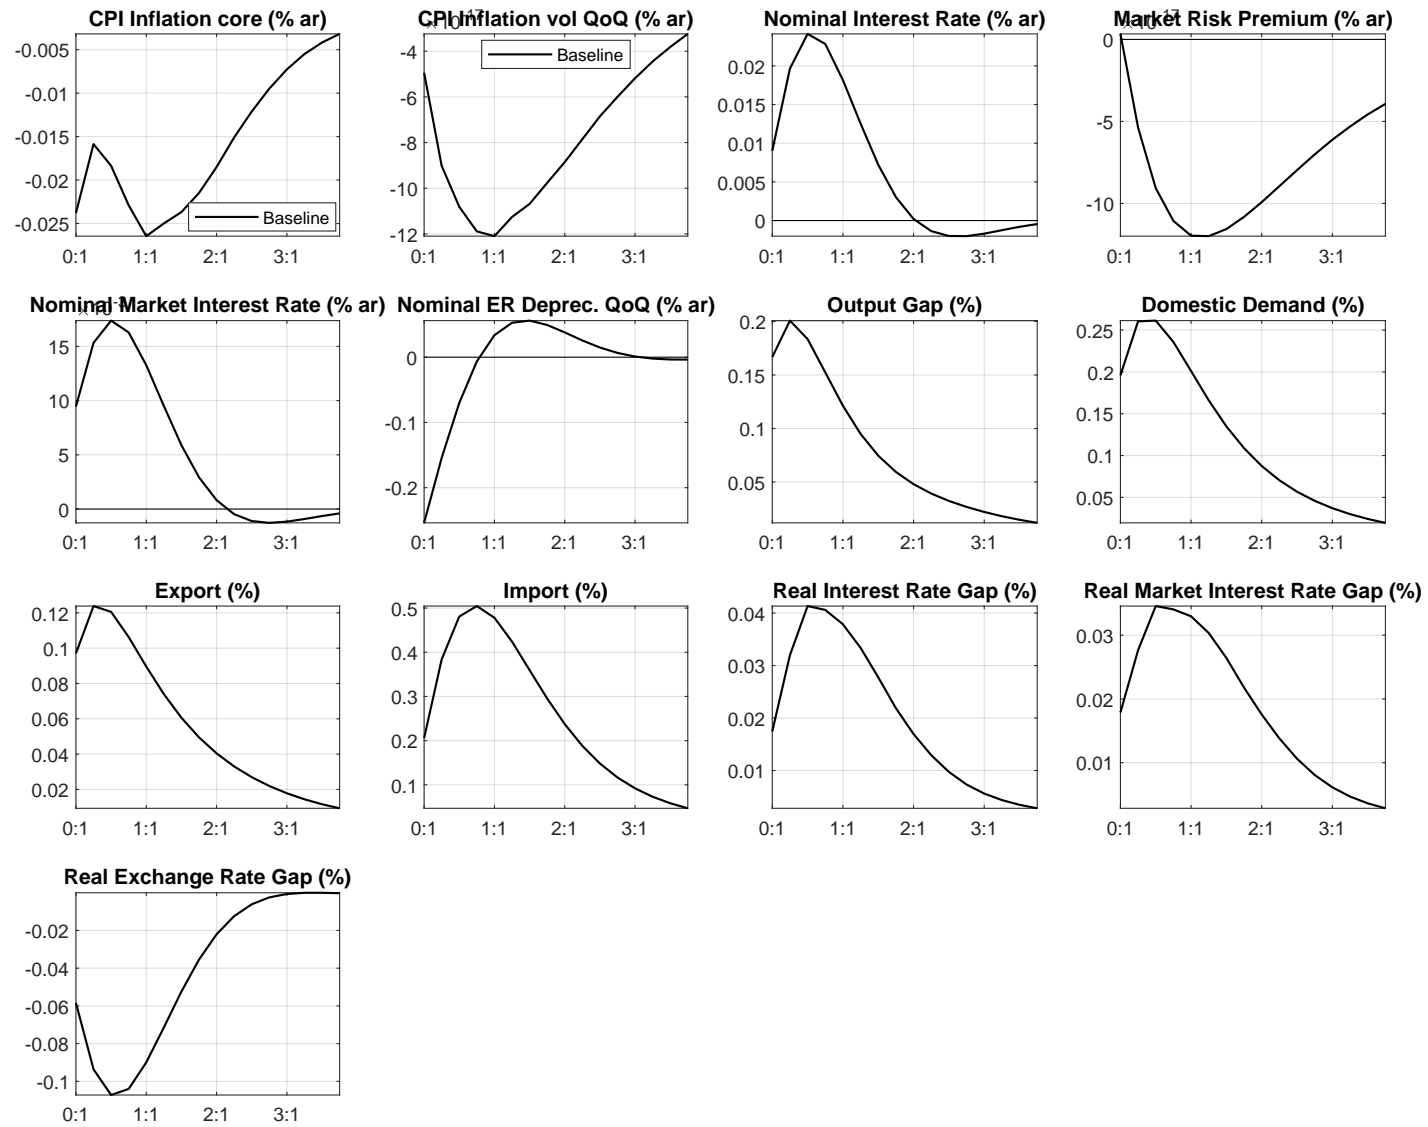 CPI Inflation core (% ar)
-0.005
-0.01
-0.015
-0.02
-0.025
Baseline
0:1 1:1 2:1 3:1
CPI Inflation vol QoQ (% ar)
-4
-6
-8
-10
-12
Baseline
0:1 1:1 2:1 3:1
Nominal Interest Rate (% ar)
0.02
0.015
0.01
0.005
0
0:1 1:1 2:1 3:1
Market Risk Premium (% ar)
0
-5
-10
0:1 1:1 2:1 3:1
Nominal Market Interest Rate (% ar)
15
10
5
0
0:1 1:1 2:1 3:1
Nominal ER Deprec. QoQ (% ar)
0
-0.1
-0.2
0:1 1:1 2:1 3:1
Output Gap (%)
0.2
0.15
0.1
0.05
0:1 1:1 2:1 3:1
Domestic Demand (%)
0.25
0.2
0.15
0.1
0.05
0:1 1:1 2:1 3:1
Export (%)
0.12
0.1
0.08
0.06
0.04
0.02
0:1 1:1 2:1 3:1
Import (%)
0.5
0.4
0.3
0.2
0.1
0:1 1:1 2:1 3:1
Real Interest Rate Gap (%)
0.04
0.03
0.02
0.01
0:1 1:1 2:1 3:1
Real Market Interest Rate Gap (%)
0.03
0.02
0.01
0:1 1:1 2:1 3:1
Real Exchange Rate Gap (%)
-0.02
-0.04
-0.06
-0.08
-0.1
0:1 1:1 2:1 3:1